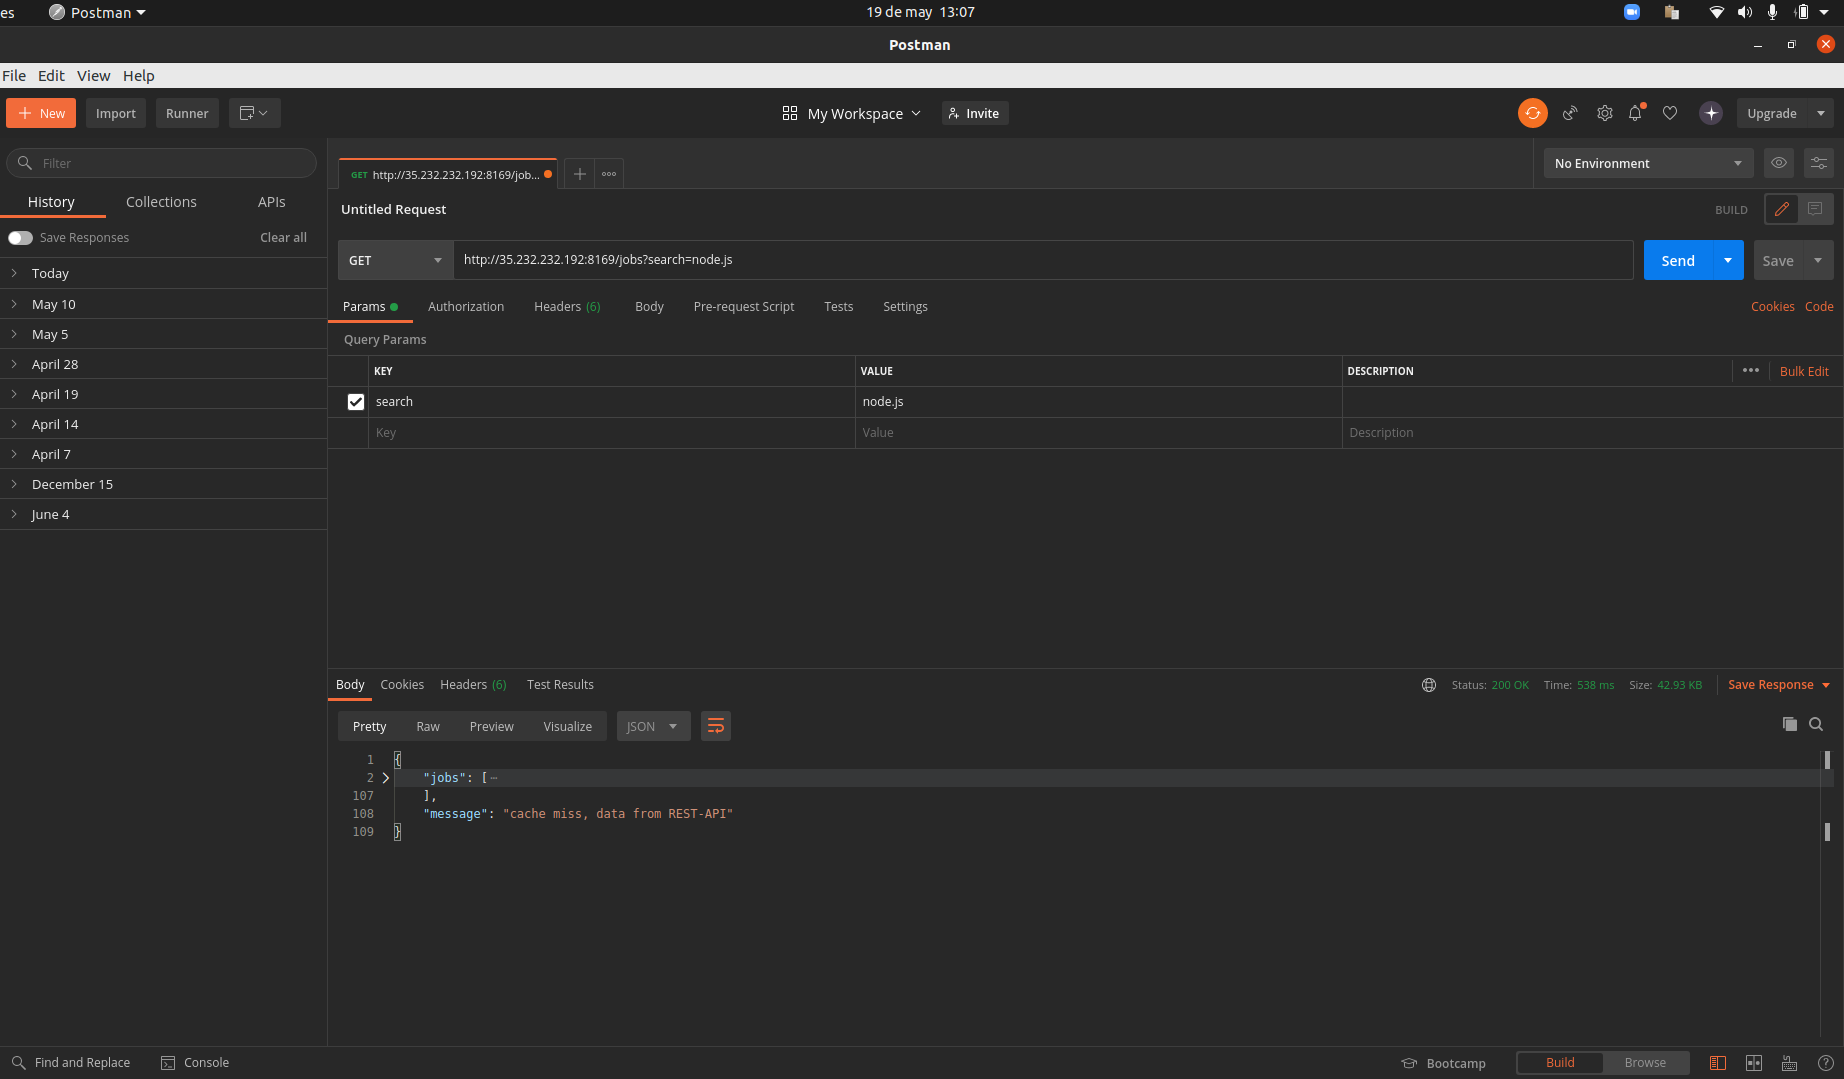 es Postman 19 de may 13:07
Postman
File Edit View Help
New Import Runner My Workspace Invite Upgrade
Filter
GET http://35.232.232.192:8169/job... No Environment
History Collections APIs
Untitled Request BUILD
Save Responses Clear all
GET http://35.232.232.192:8169/jobs?search=node.js Send Save
Today
May 10
May 5
April 28
April 19
April 14
April 7
December 15
June 4
Params Authorization Headers (6) Body Pre-request Script Tests Settings Cookies Code
Query Params
KEY VALUE DESCRIPTION Bulk Edit
search node.js
Key Value Description
Body Cookies Headers (6) Test Results Status: 200 OK Time: 538 ms Size: 42.93 KB Save Response
Pretty Raw Preview Visualize JSON
1 {
2 "jobs": [⋯
107 ],
108 "message": "cache miss, data from REST-API"
109 }
Find and Replace Console Bootcamp Build Browse